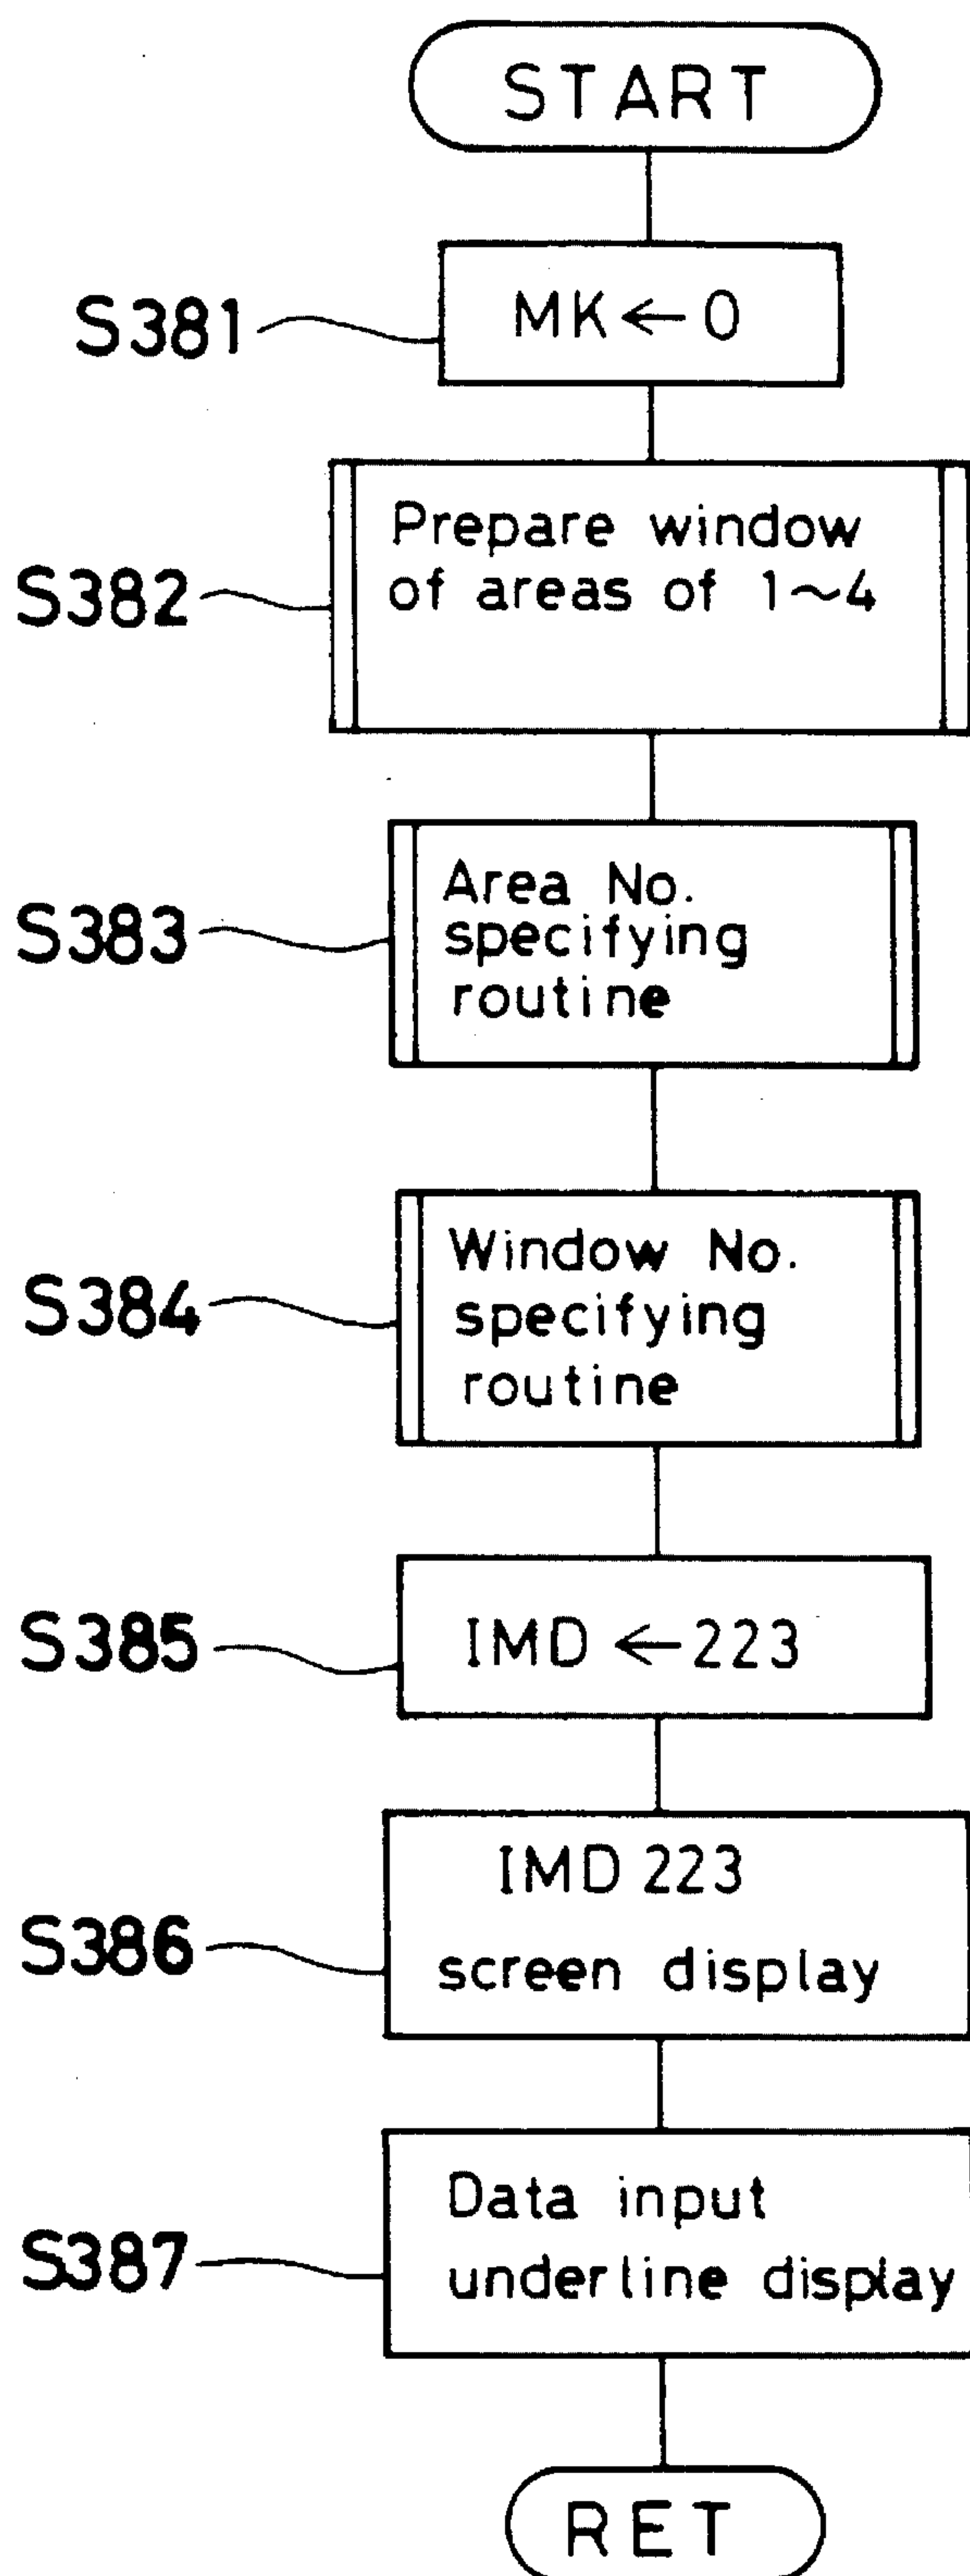 START
S381
MK ← 0
S382
Prepare window
of areas of 1~4
S383
Area No.
specifying
routine
S384
Window No.
specifying
routine
S385
IMD ← 223
S386
IMD 223
screen display
S387
Data input
underline display
RET